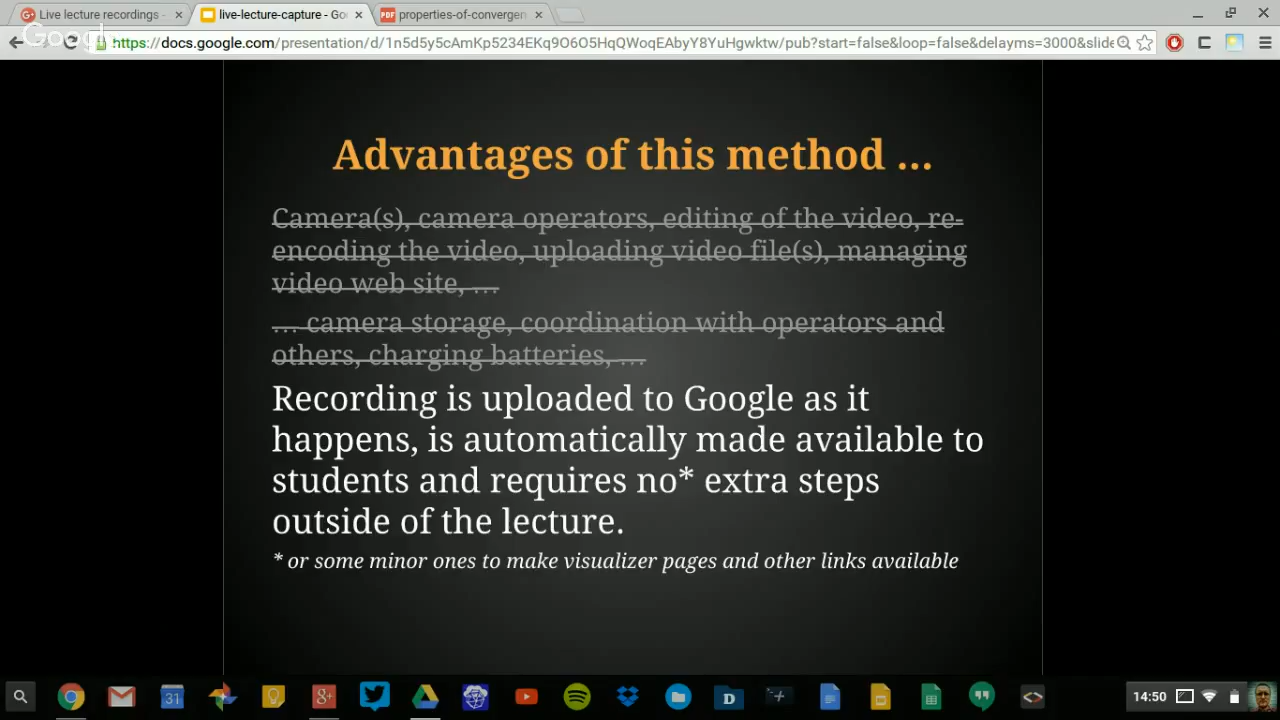 Live lecture recordings -
live-lecture-capture - Go
PDF properties-of-convergen
Google
https://docs.google.com/presentation/d/1n5d5y5cAmKp5234EKq9O6O5HqQWoqEAbyY8YuHgwktw/pub?start=false&loop=false&delayms=3000&slide
Advantages of this method ...
Camera(s), camera operators, editing of the video, re-
encoding the video, uploading video file(s), managing
video web site, …
… camera storage, coordination with operators and
others, charging batteries, …
Recording is uploaded to Google as it
happens, is automatically made available to
students and requires no* extra steps
outside of the lecture.
* or some minor ones to make visualizer pages and other links available
31
D
14:50